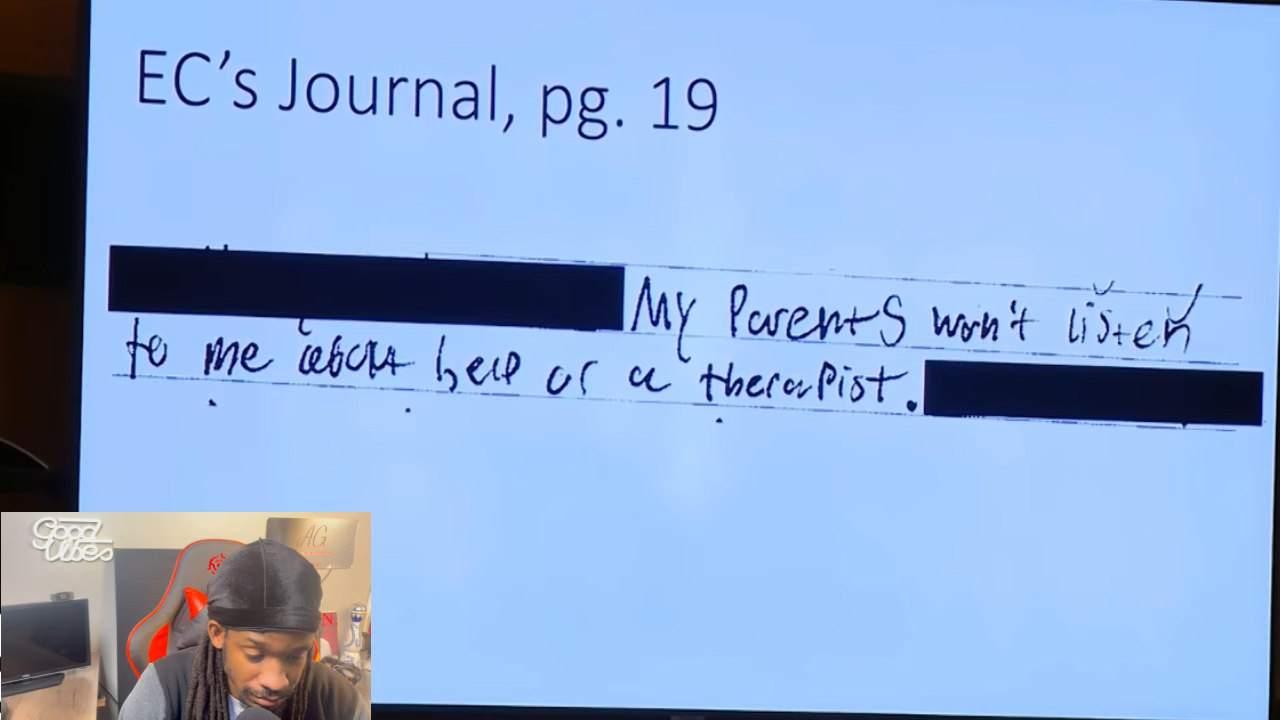 EC's Journal, pg. 19
My Parents won't listen
to me about help or a therapist.
Good
Vibes
AG